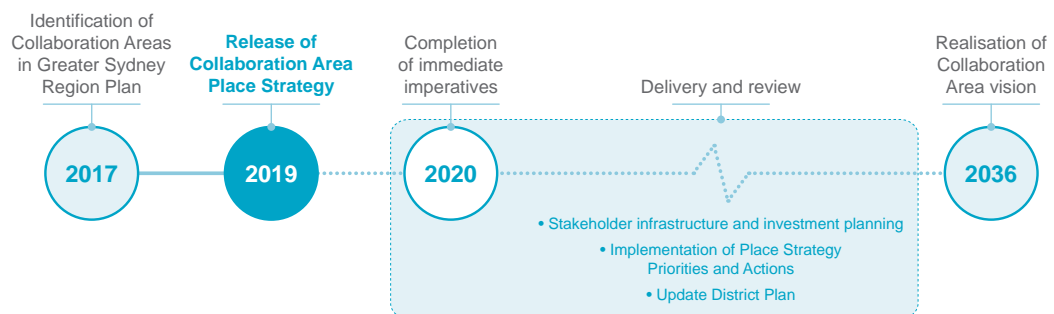 Identification of
Collaboration Areas
in Greater Sydney
Region Plan
2017
Release of
Collaboration Area
Place Strategy
2019
Completion
of immediate
imperatives
2020
Delivery and review
• Stakeholder infrastructure and investment planning
• Implementation of Place Strategy
Priorities and Actions
• Update District Plan
Realisation of
Collaboration
Area vision
2036